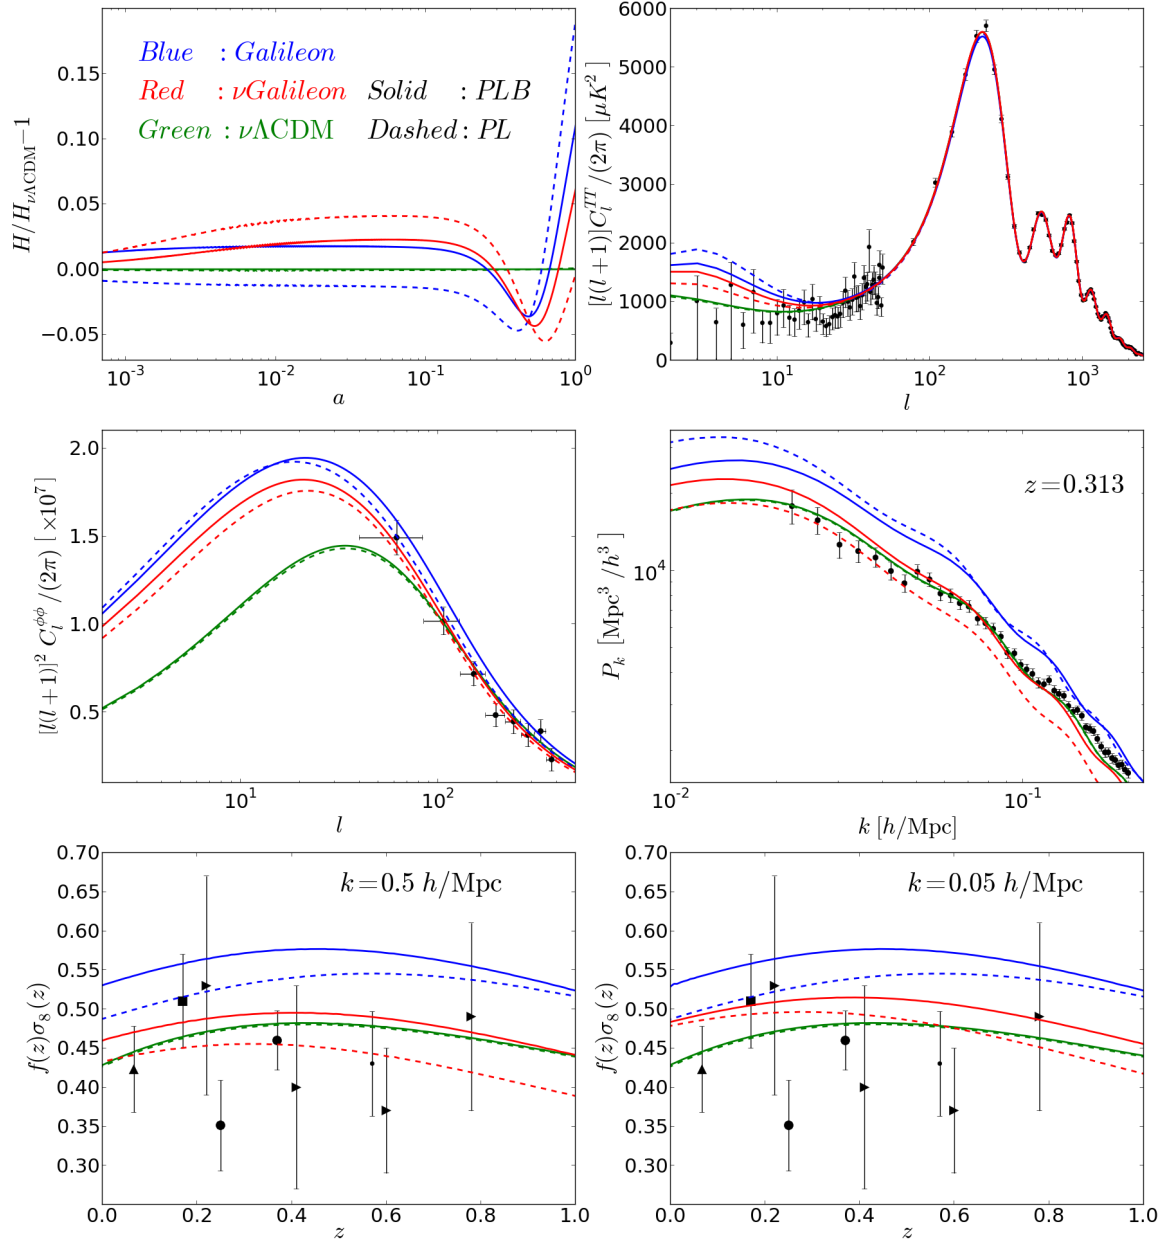 H/H_νΛCDM−1
0.15
0.10
0.05
0.00
−0.05
Blue : Galileon
Red : νGalileon Solid : PLB
Green : νΛCDM Dashed : PL
10^-3 10^-2 10^-1 10^0
a
[l(l+1)]C_l^TT/(2π) [μK^2]
6000
5000
4000
3000
2000
1000
0
10^1 10^2 10^3
l
[l(l+1)]^2 C_l^ϕϕ/(2π) [×10^7]
2.0
1.5
1.0
0.5
10^1 10^2
l
P_k [Mpc^3/h^3]
10^4
z=0.313
10^-2 10^-1
k [h/Mpc]
f(z)σ_8(z)
0.70
0.65
0.60
0.55
0.50
0.45
0.40
0.35
0.30
k=0.5 h/Mpc
0.0 0.2 0.4 0.6 0.8 1.0
z
f(z)σ_8(z)
0.70
0.65
0.60
0.55
0.50
0.45
0.40
0.35
0.30
k=0.05 h/Mpc
0.0 0.2 0.4 0.6 0.8 1.0
z